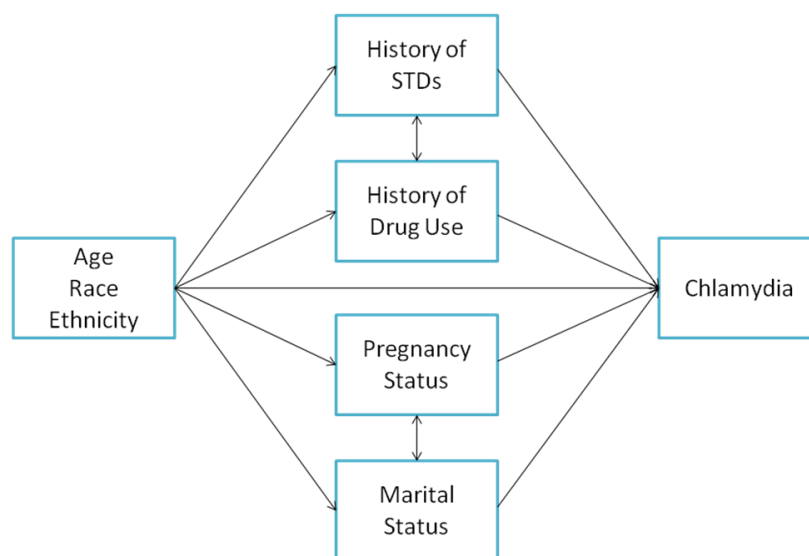 History of
STDs
History of
Drug Use
Age
Race
Ethnicity
Chlamydia
Pregnancy
Status
Marital
Status